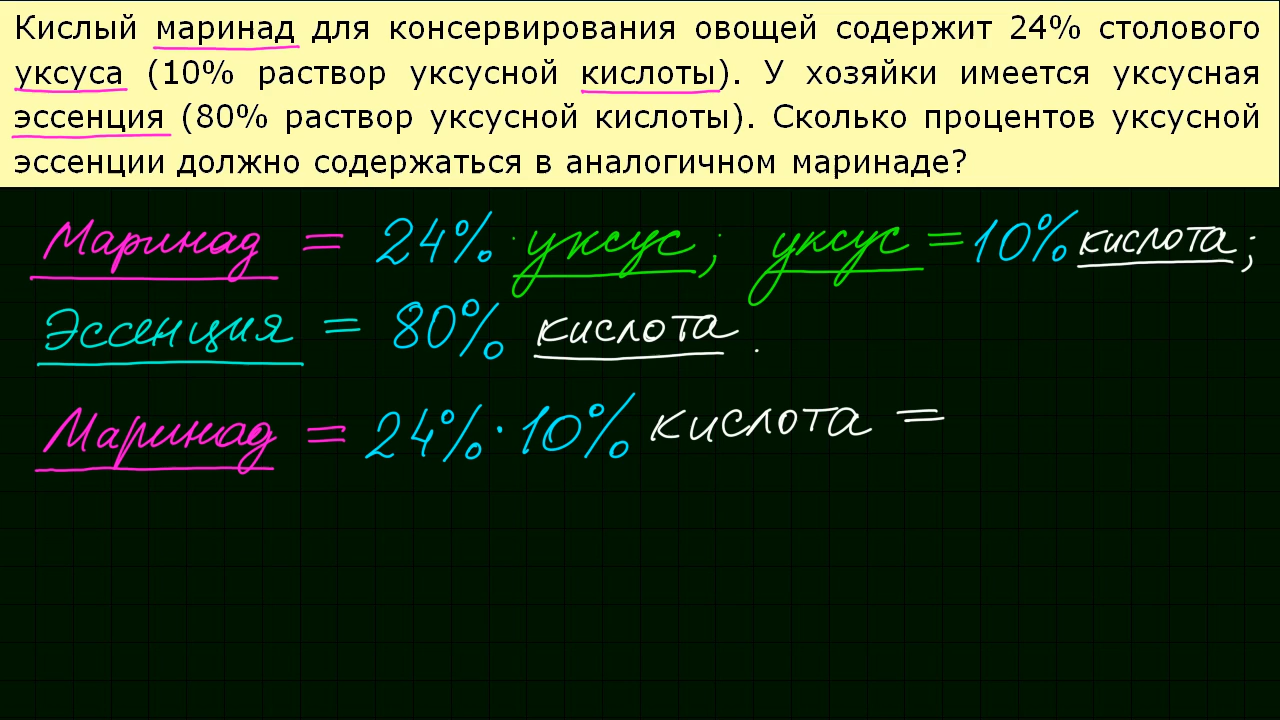 Кислый маринад для консервирования овощей содержит 24% столового
уксуса (10% раствор уксусной кислоты). У хозяйки имеется уксусная
эссенция (80% раствор уксусной кислоты). Сколько процентов уксусной
эссенции должно содержаться в аналогичном маринаде?
Маринад = 24% · уксус; уксус = 10% кислота;
Эссенция = 80% кислота.
Маринад = 24% · 10% кислота =